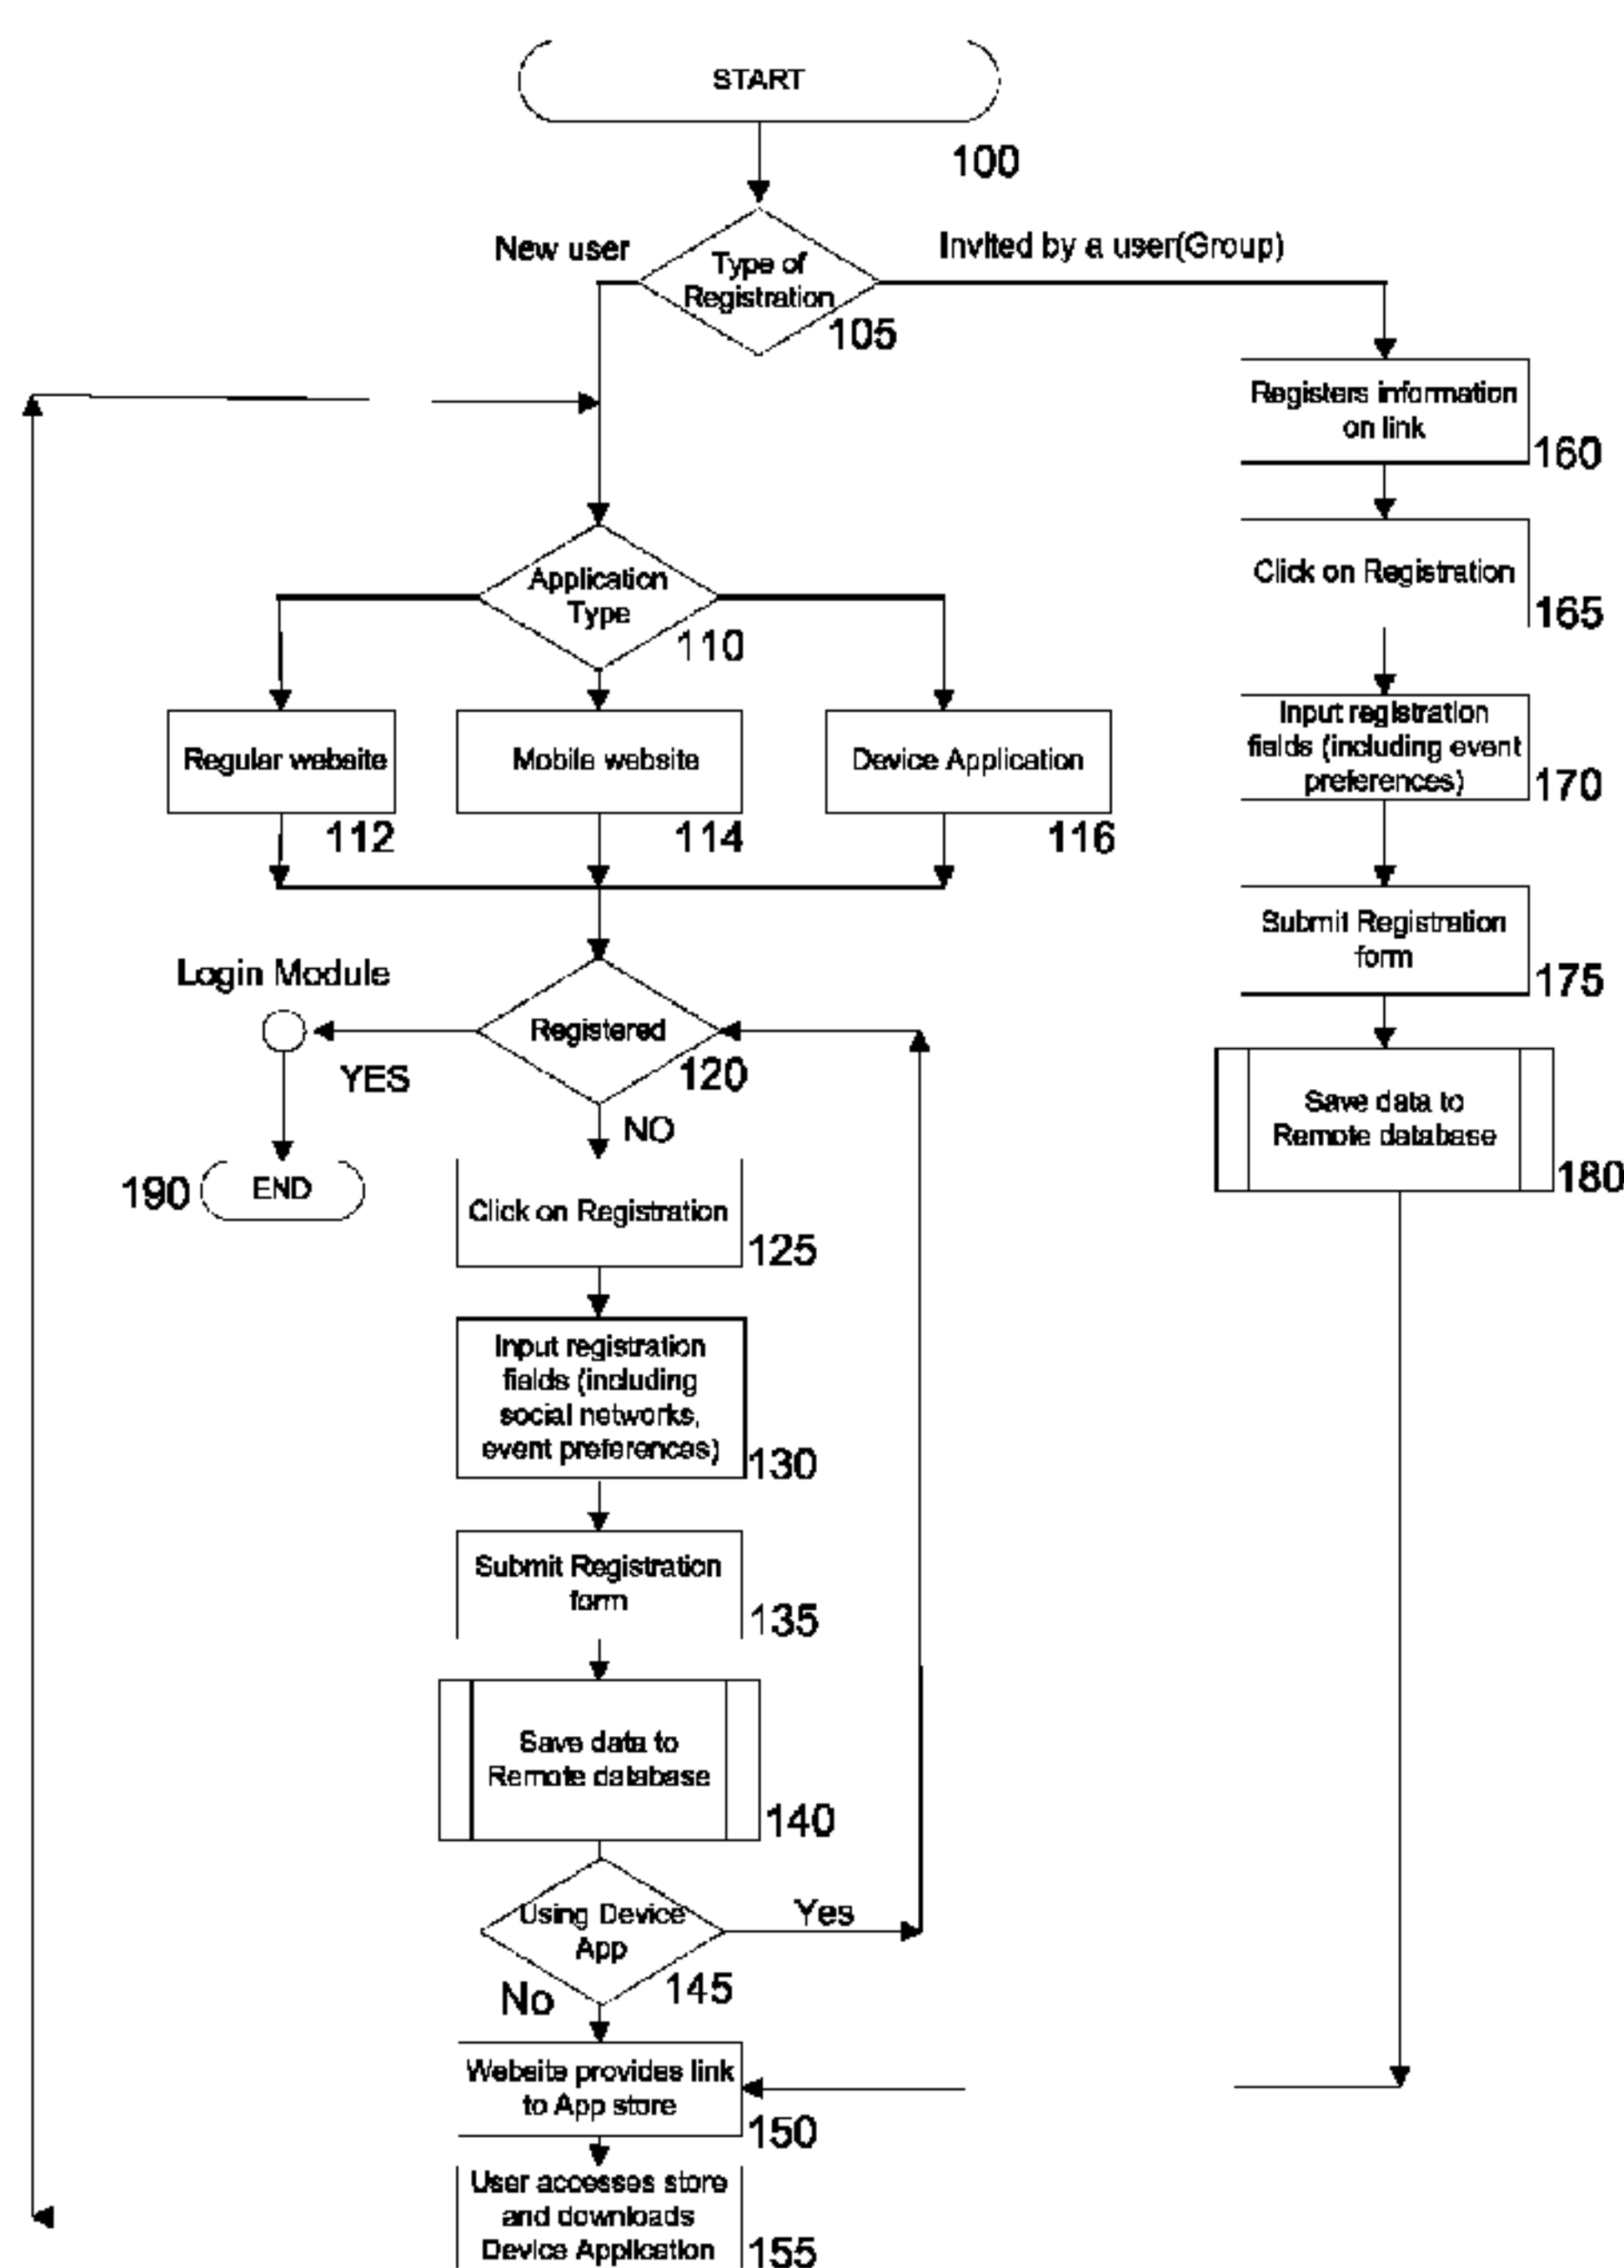 START
100
New user
Invited by a user(Group)
Type of
Registration
105
Registers information
on link
160
Click on Registration
165
Application
Type
110
Input registration
fields (including event
preferences)
170
Regular website
112
Mobile website
114
Device Application
116
Submit Registration
form
175
Login Module
Registered
120
YES
NO
Save data to
Remote database
180
190
END
Click on Registration
125
Input registration
fields (including
social networks,
event preferences)
130
Submit Registration
form
135
Save data to
Remote database
140
Using Device
App
145
Yes
No
Website provides link
to App store
150
User accesses store
and downloads
Device Application
155